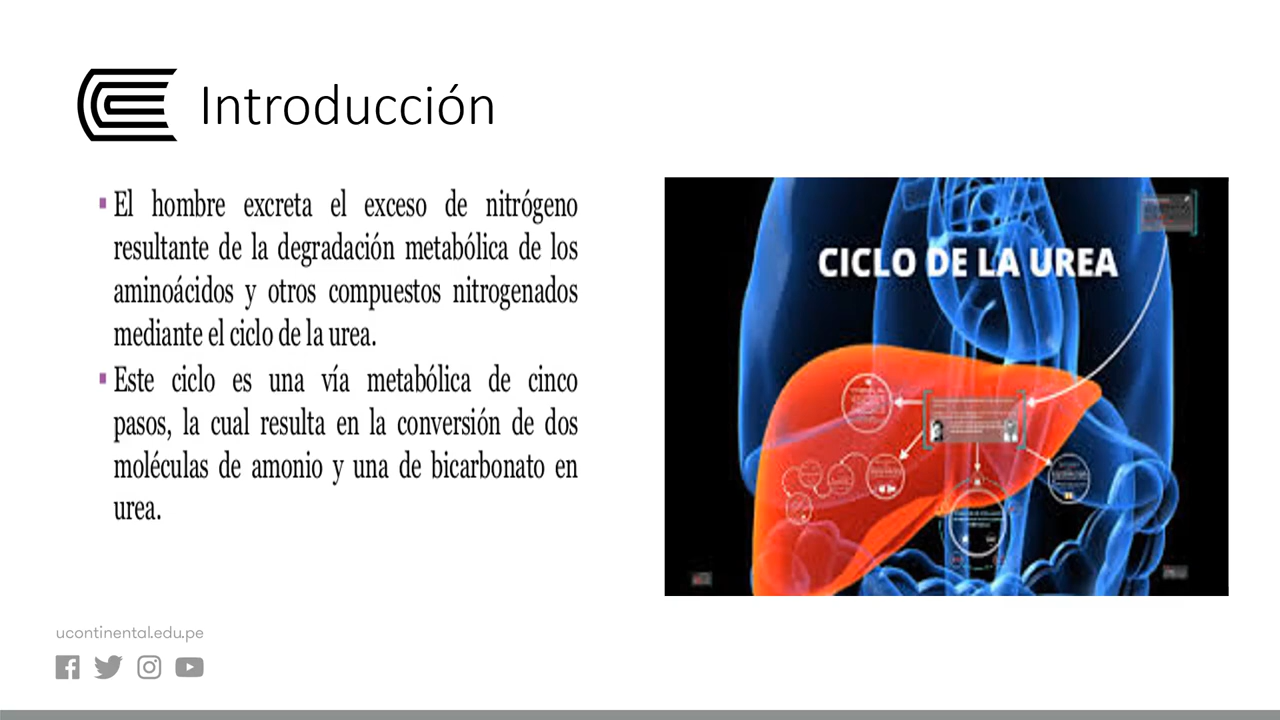 Introducción
El hombre excreta el exceso de nitrógeno
resultante de la degradación metabólica de los
aminoácidos y otros compuestos nitrogenados
mediante el ciclo de la urea.
Este ciclo es una vía metabólica de cinco
pasos, la cual resulta en la conversión de dos
moléculas de amonio y una de bicarbonato en
urea.
CICLO DE LA UREA
ucontinental.edu.pe